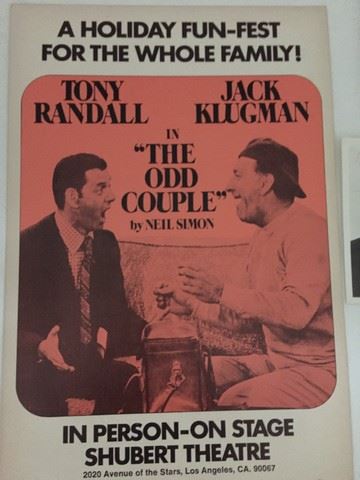 A HOLIDAY FUN-FEST
FOR THE WHOLE FAMILY!
TONY RANDALL
JACK KLUGMAN
IN
"THE
ODD
COUPLE"
by NEIL SIMON
IN PERSON-ON STAGE
SHUBERT THEATRE
2020 Avenue of the Stars, Los Angeles, CA. 90067